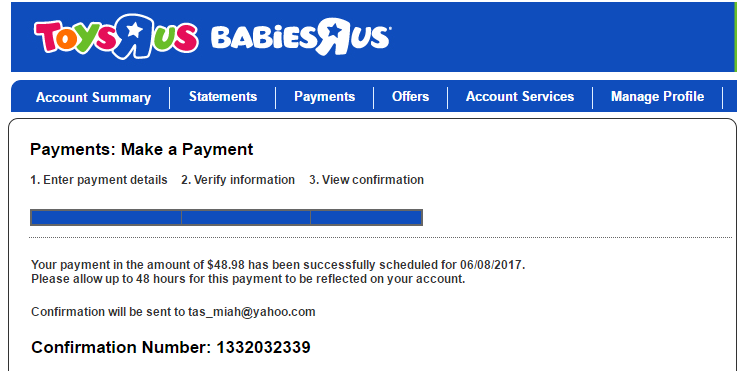 TOYS R US BABIES R US
Account Summary Statements Payments Offers Account Services Manage Profile
Payments: Make a Payment
1. Enter payment details 2. Verify information 3. View confirmation
Your payment in the amount of $48.98 has been successfully scheduled for 06/08/2017.
Please allow up to 48 hours for this payment to be reflected on your account.
Confirmation will be sent to tas_miah@yahoo.com
Confirmation Number: 1332032339